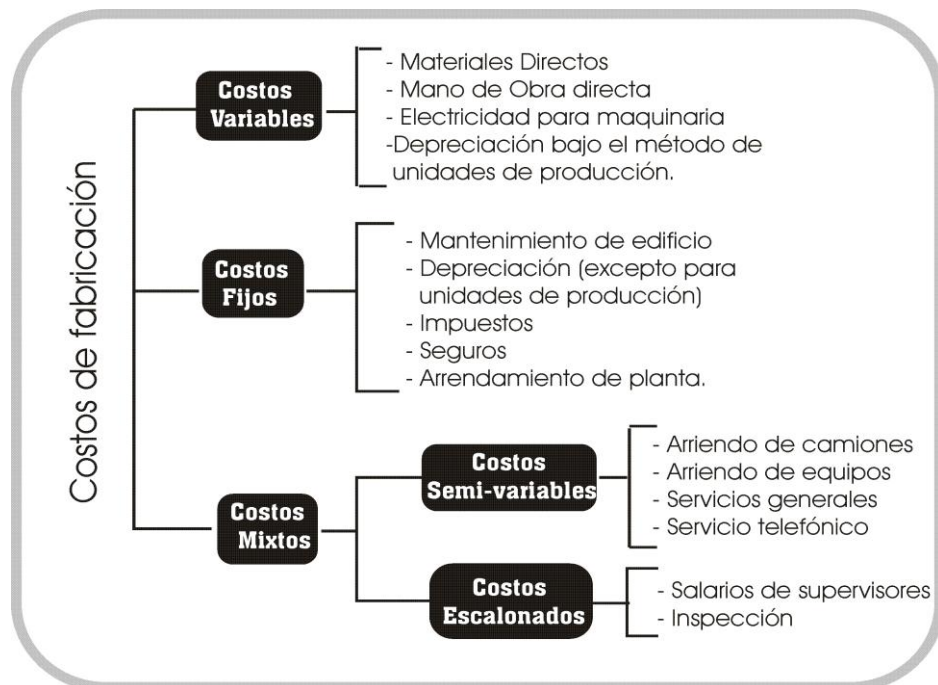 Costos de fabricación
Costos
Variables
- Materiales Directos
- Mano de Obra directa
- Electricidad para maquinaria
-Depreciación bajo el método de
unidades de producción.
Costos
Fijos
- Mantenimiento de edificio
- Depreciación (excepto para
unidades de producción)
- Impuestos
- Seguros
- Arrendamiento de planta.
Costos
Mixtos
Costos
Semi-variables
- Arriendo de camiones
- Arriendo de equipos
- Servicios generales
- Servicio telefónico
Costos
Escalonados
- Salarios de supervisores
- Inspección